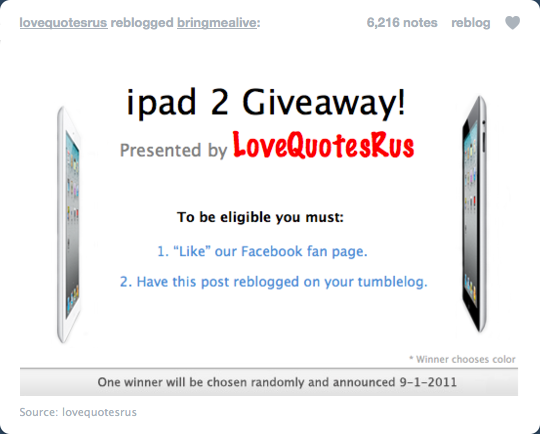 lovequotesrus reblogged bringmealive: 6,216 notes reblog
ipad 2 Giveaway!
Presented by LoveQuotesRus
To be eligible you must:
1. “Like” our Facebook fan page.
2. Have this post reblogged on your tumblelog.
* Winner chooses color
One winner will be chosen randomly and announced 9-1-2011
Source: lovequotesrus